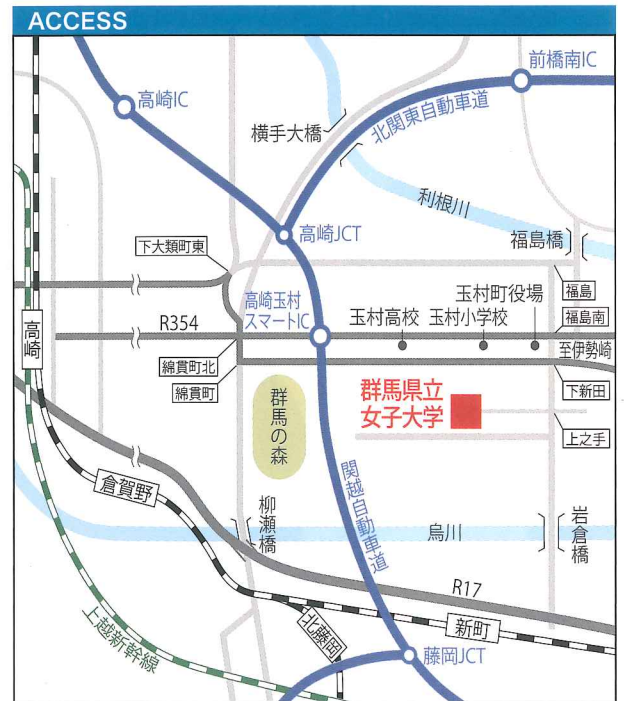 ACCESS
前橋南IC
高崎IC
北関東自動車道
横手大橋
利根川
高崎JCT
福島橋
下大類町東
福島
高崎玉村
スマートIC
玉村町役場
玉村高校
玉村小学校
福島南
R354
高崎
至伊勢崎
綿貫町北
綿貫町
群馬の森
群馬県立
女子大学
下新田
上之手
倉賀野
柳瀬橋
関越自動車道
烏川
岩倉橋
R17
上越新幹線
北藤岡
新町
藤岡JCT